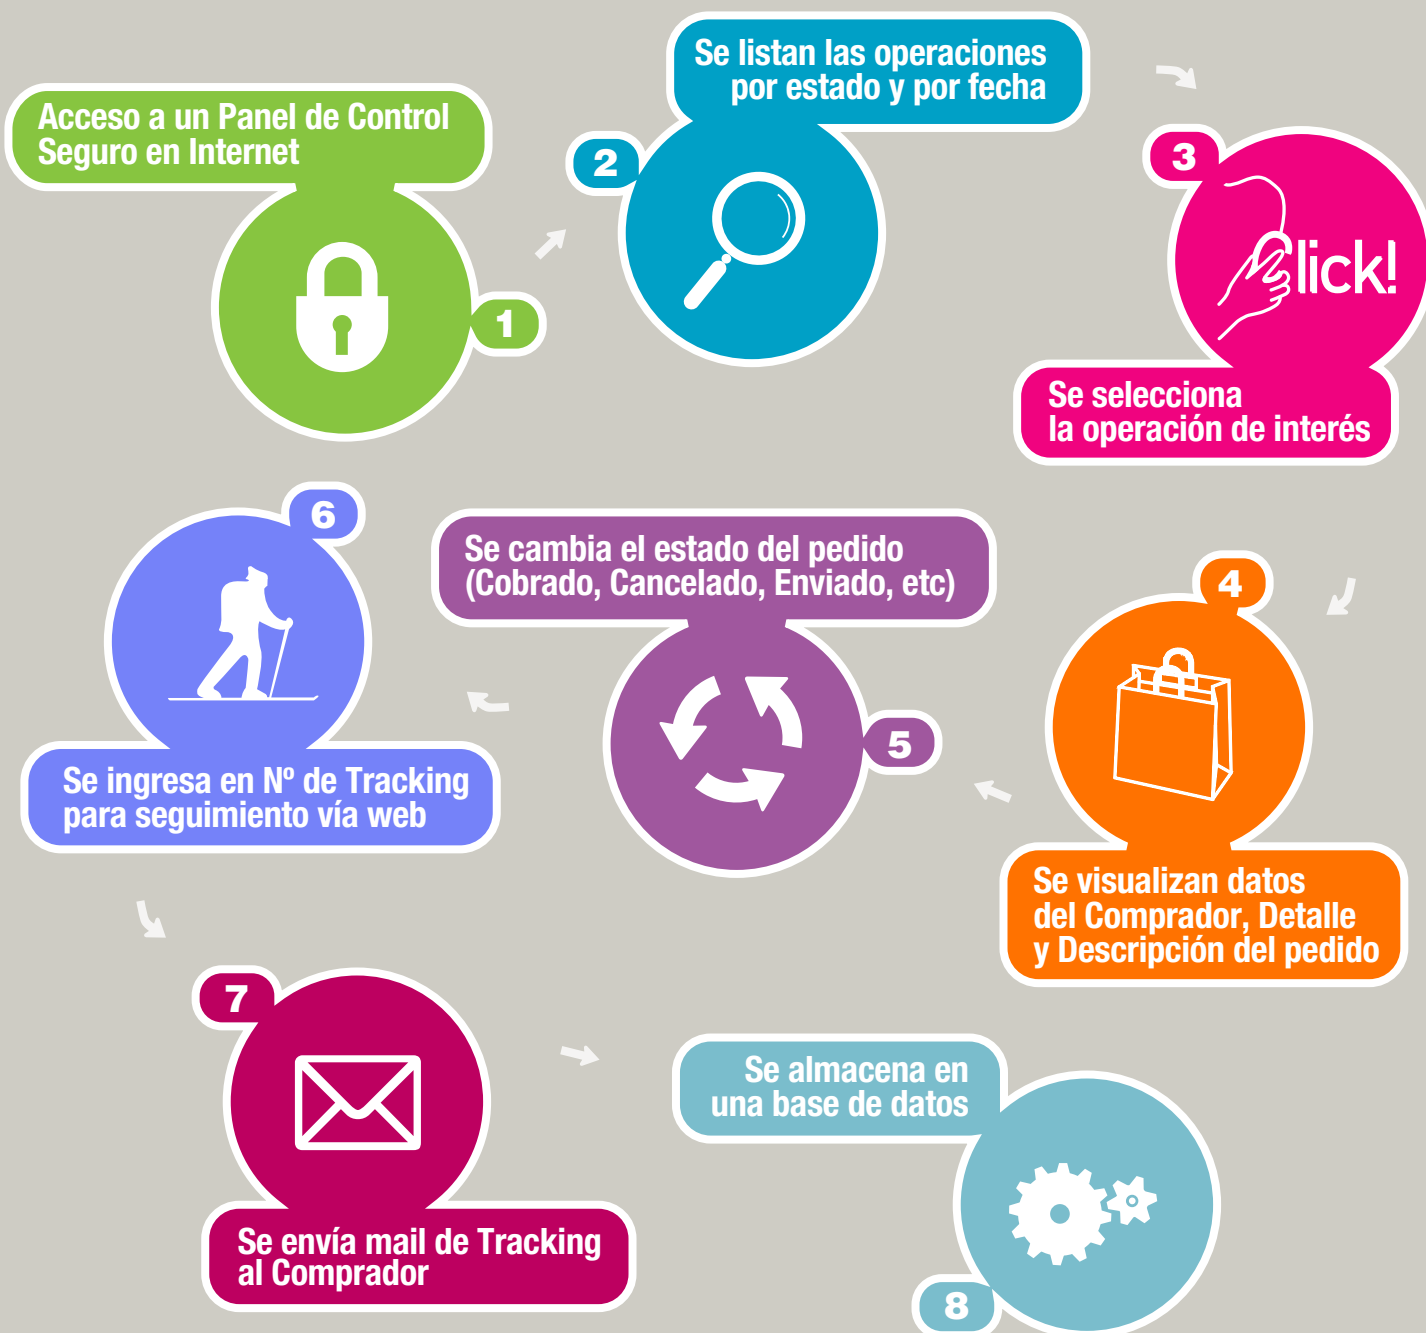 Acceso a un Panel de Control
Seguro en Internet
1
Se listan las operaciones
por estado y por fecha
2
3
lick!
Se selecciona
la operación de interés
4
Se visualizan datos
del Comprador, Detalle
y Descripción del pedido
Se cambia el estado del pedido
(Cobrado, Cancelado, Enviado, etc)
5
6
Se ingresa en Nº de Tracking
para seguimiento vía web
7
Se envía mail de Tracking
al Comprador
Se almacena en
una base de datos
8